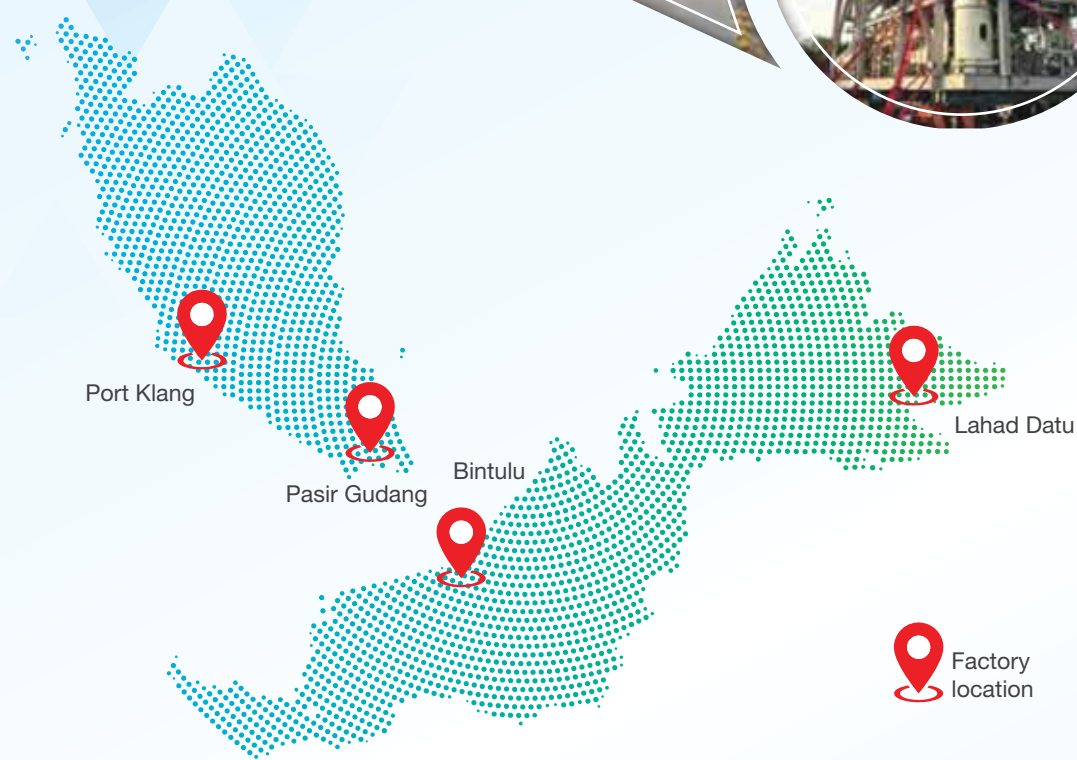 Port Klang
Pasir Gudang
Bintulu
Lahad Datu
Factory
location